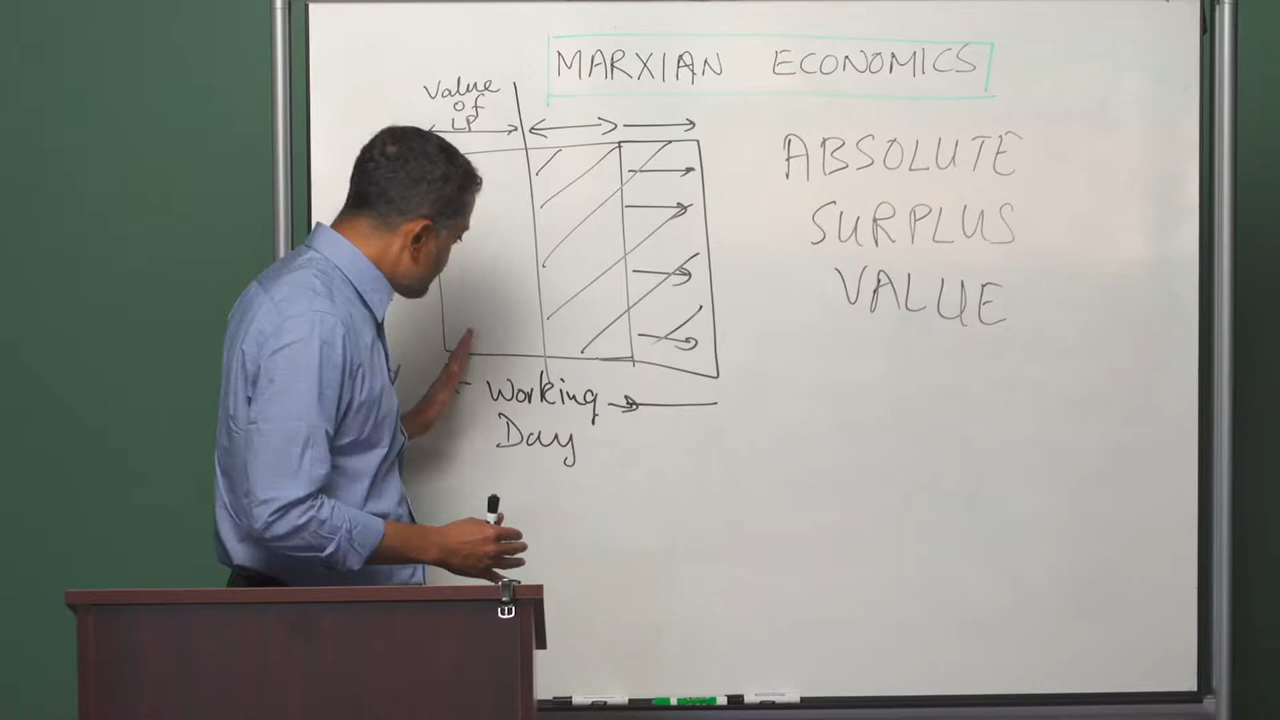 MARXIAN ECONOMICS
Value
of
LP
ABSOLUTE
SURPLUS
VALUE
Working
Day